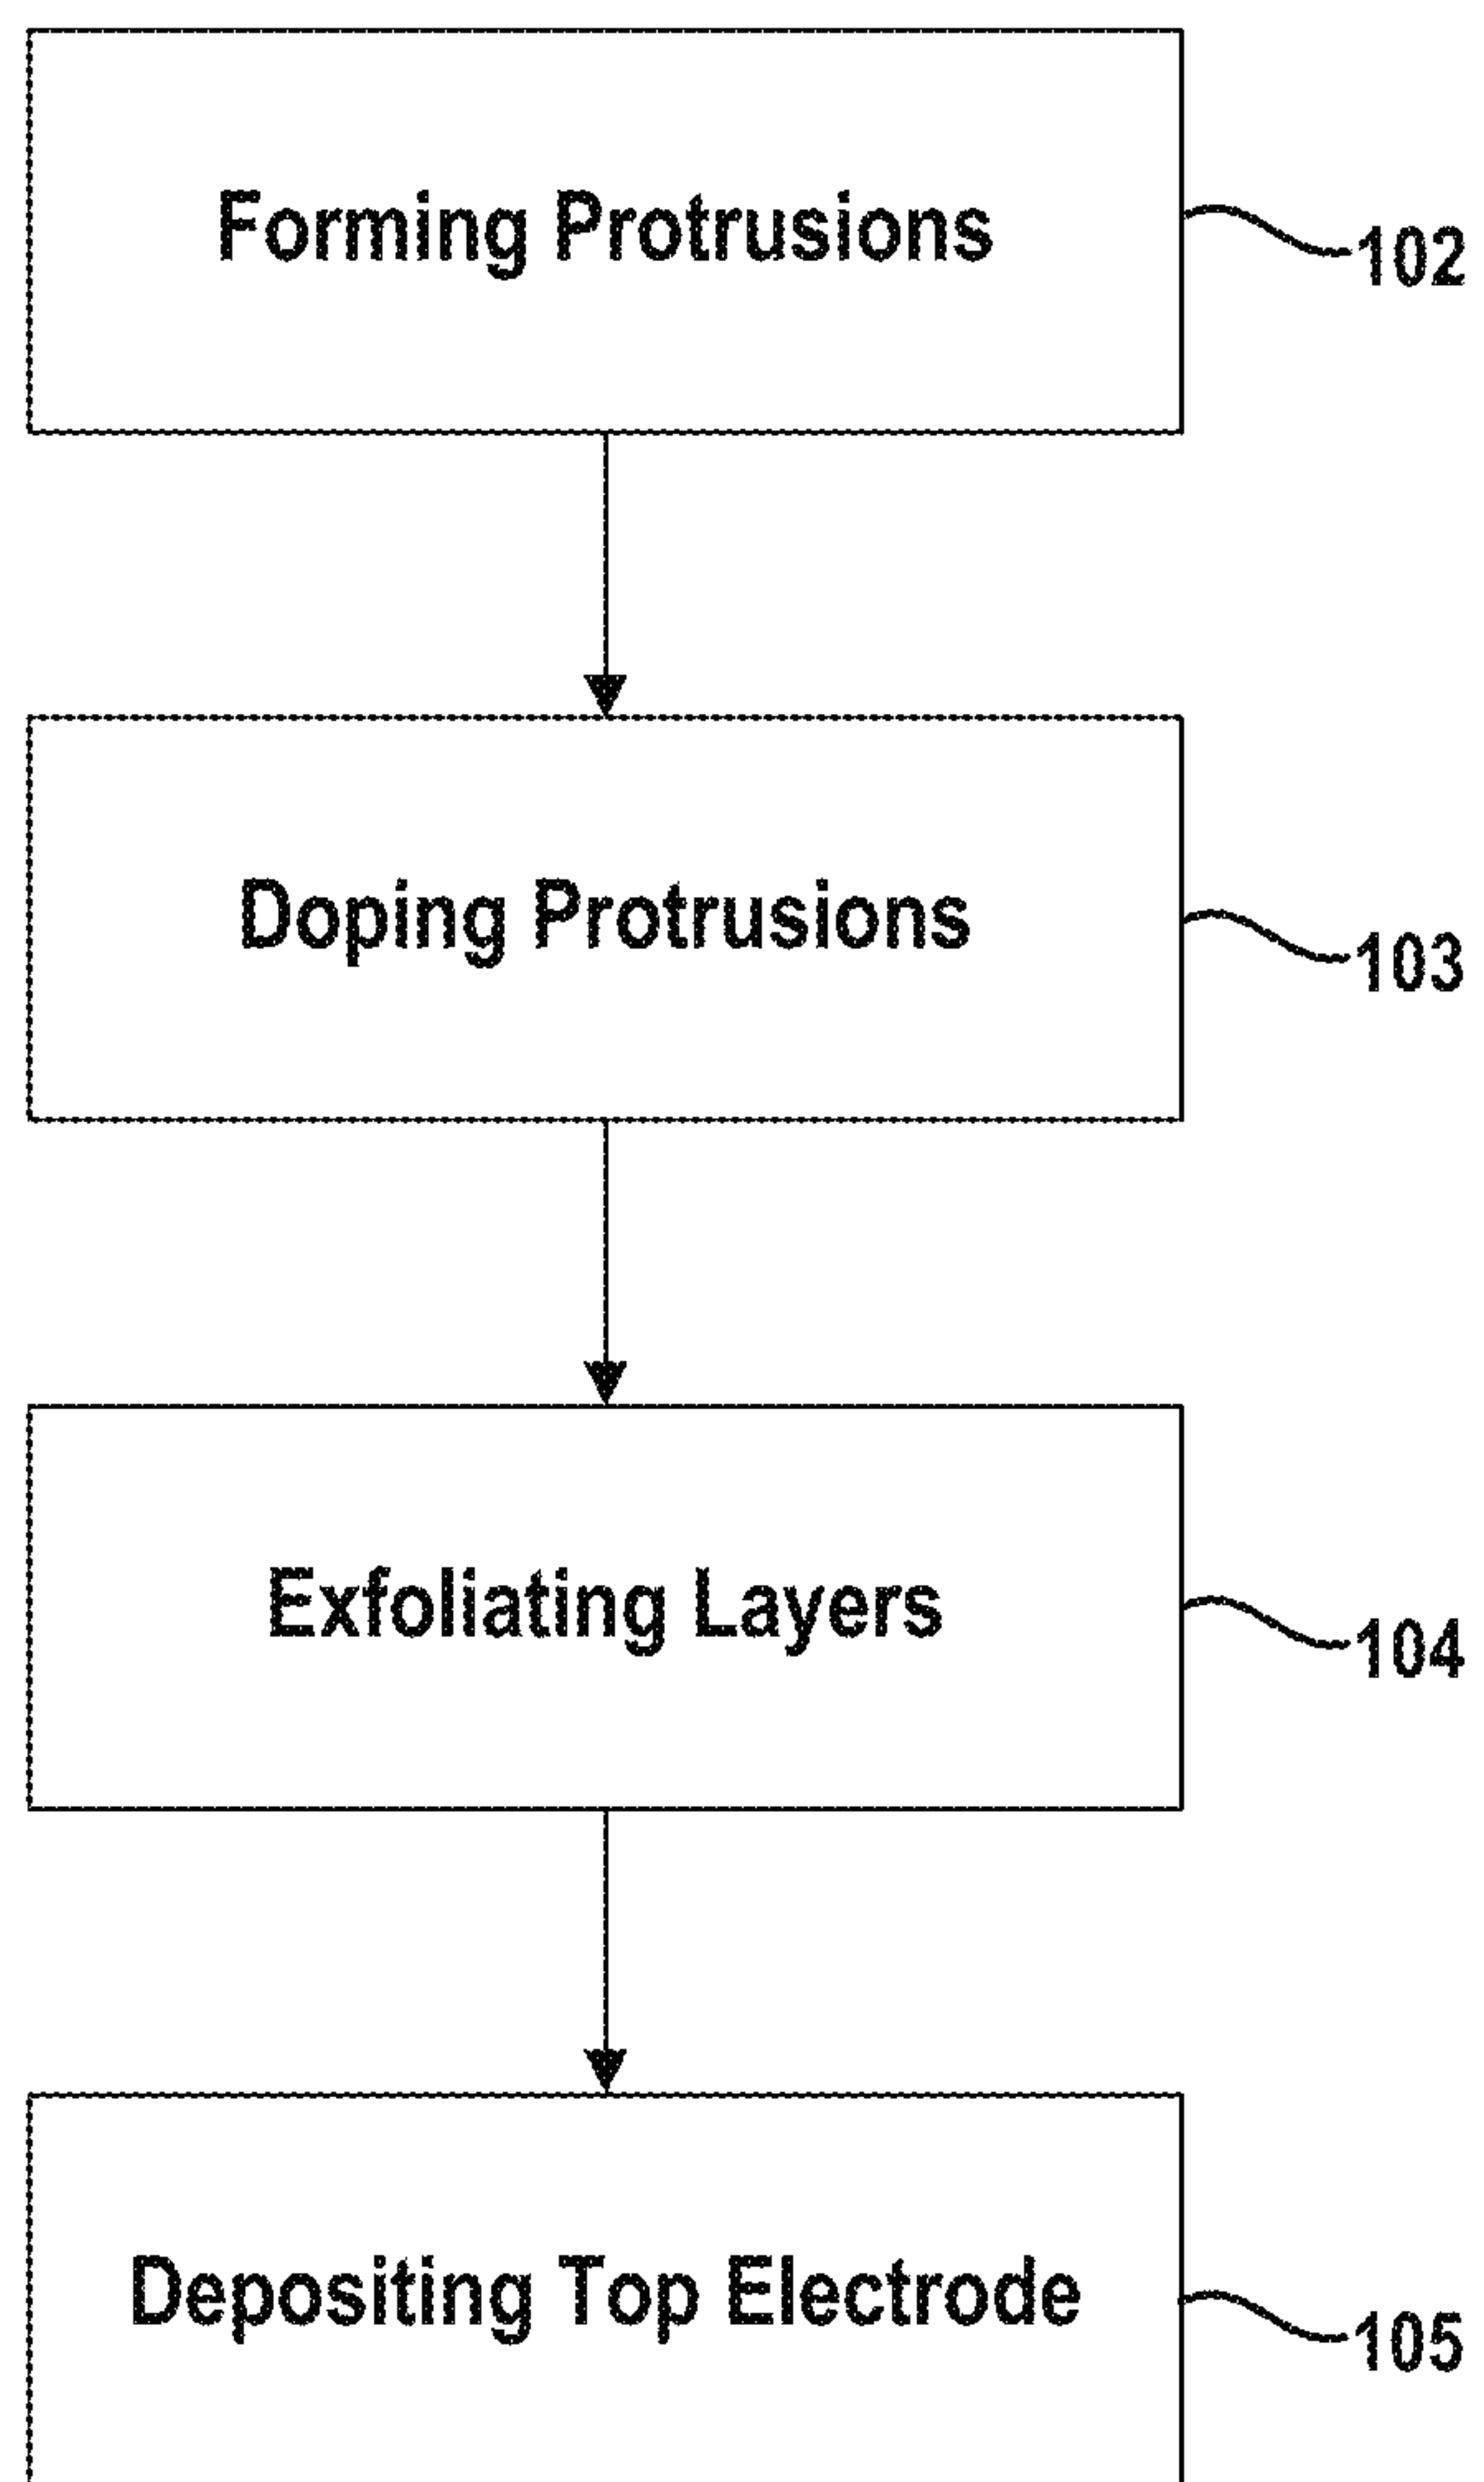 Forming Protrusions
102
Doping Protrusions
103
Exfoliating Layers
104
Depositing Top Electrode
105